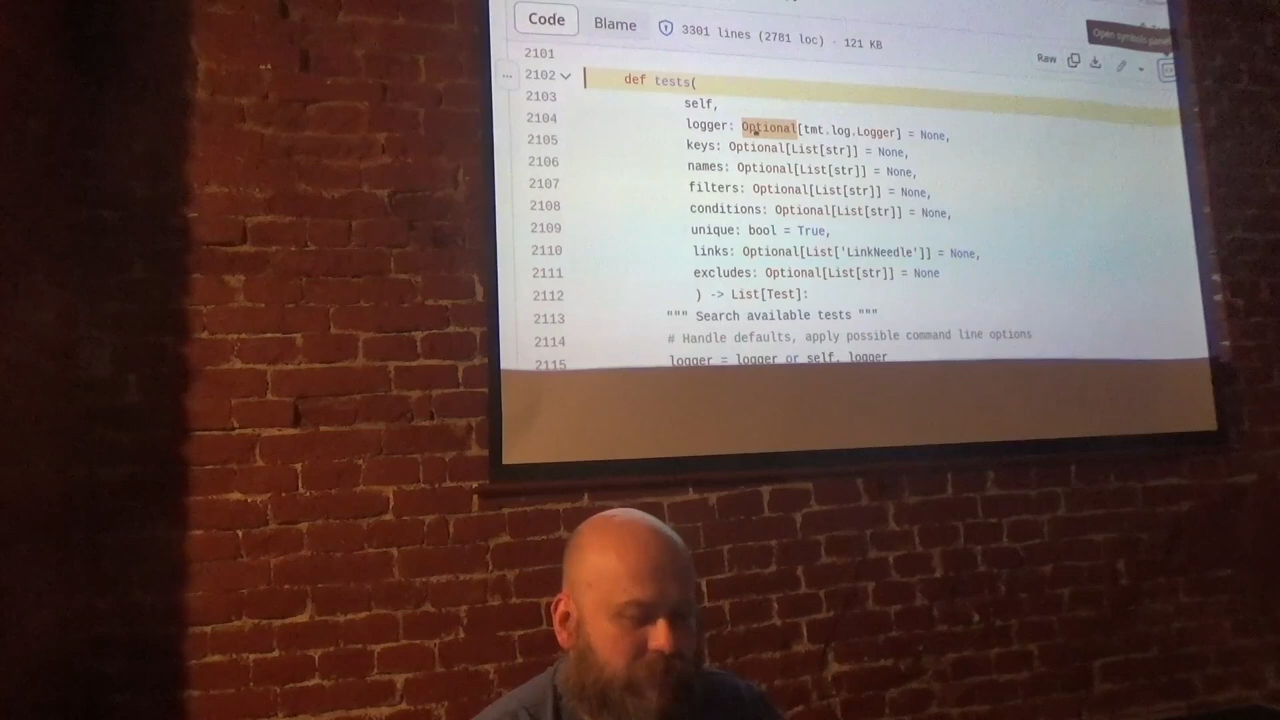 Code Blame 3301 lines (2781 loc) · 121 KB
Open symbols panel
Raw
2101
2102 def tests(
2103 self,
2104 logger: Optional[tmt.log.Logger] = None,
2105 keys: Optional[List[str]] = None,
2106 names: Optional[List[str]] = None,
2107 filters: Optional[List[str]] = None,
2108 conditions: Optional[List[str]] = None,
2109 unique: bool = True,
2110 links: Optional[List['LinkNeedle']] = None,
2111 excludes: Optional[List[str]] = None
2112 ) -> List[Test]:
2113 """ Search available tests """
2114 # Handle defaults, apply possible command line options
2115 logger = logger or self._logger